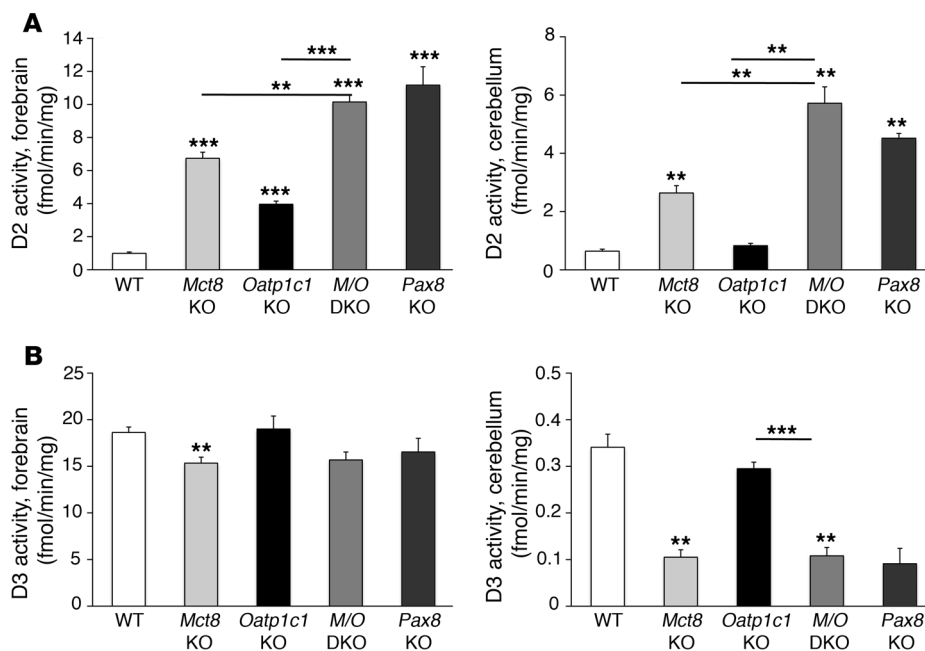 A
D2 activity, forebrain
(fmol/min/mg)
14
12
10
8
6
4
2
0
***
***
***
**
***
***
WT
Mct8
KO
Oatp1c1
KO
M/O
DKO
Pax8
KO
D2 activity, cerebellum
(fmol/min/mg)
8
6
4
2
0
**
**
**
**
**
WT
Mct8
KO
Oatp1c1
KO
M/O
DKO
Pax8
KO
B
D3 activity, forebrain
(fmol/min/mg)
25
20
15
10
5
0
**
WT
Mct8
KO
Oatp1c1
KO
M/O
DKO
Pax8
KO
D3 activity, cerebellum
(fmol/min/mg)
0.5
0.4
0.3
0.2
0.1
0
**
***
**
WT
Mct8
KO
Oatp1c1
KO
M/O
DKO
Pax8
KO